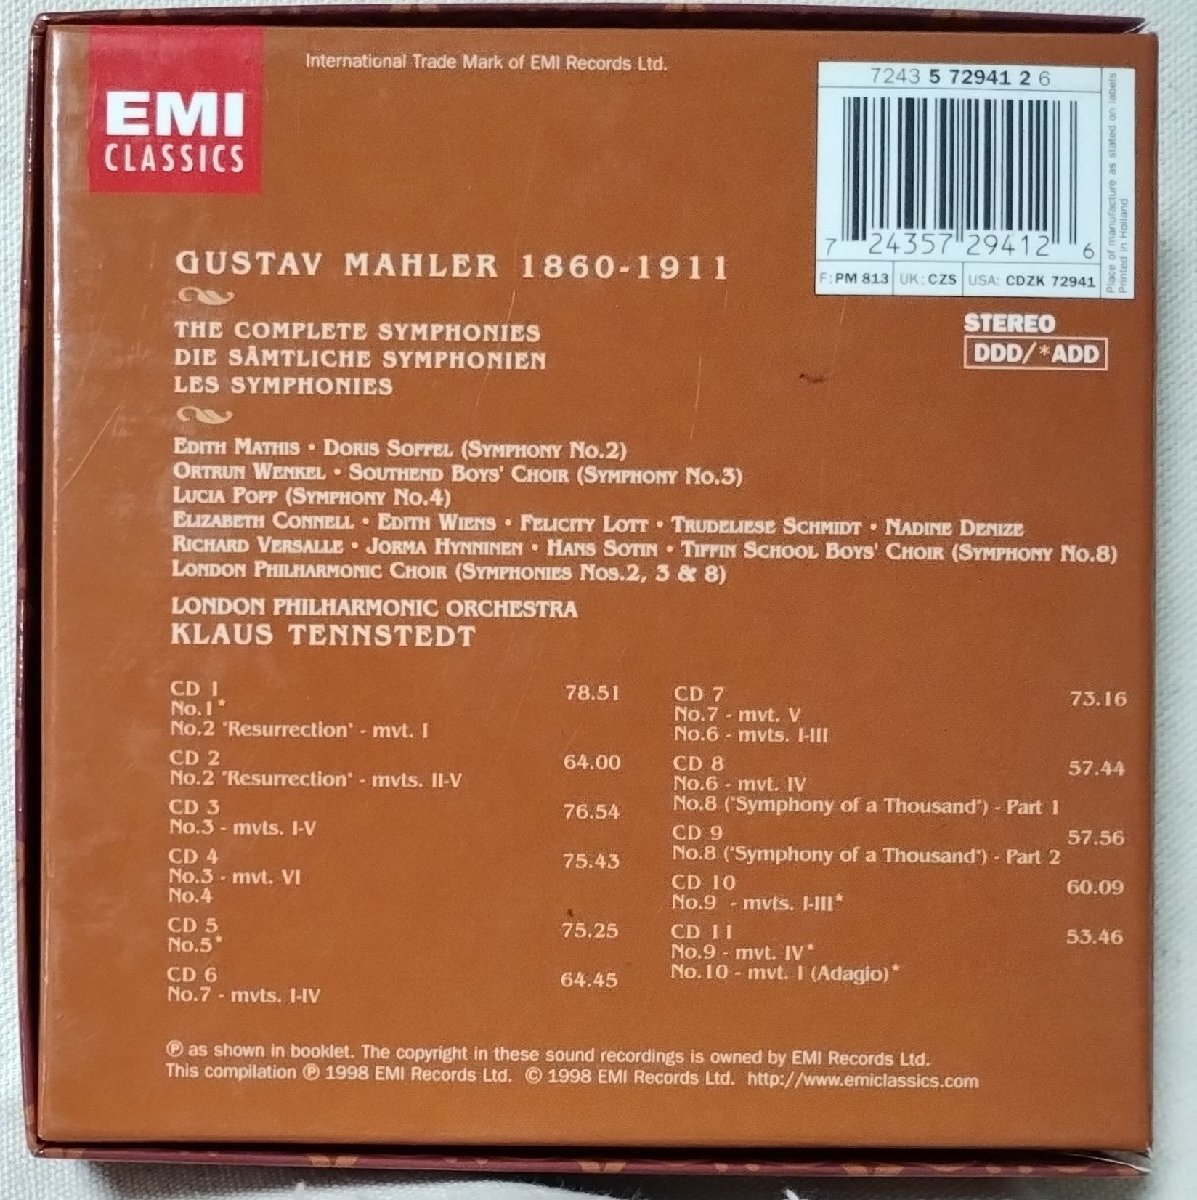 EMI
CLASSICS
International Trade Mark of EMI Records Ltd.
7243 5 72941 2 6
7 24357 29412 6
F: PM 813 UK: CZS USA: CDZK 72941
Place of manufacture as stated on labels
Printed in Holland
STEREO
DDD/*ADD
GUSTAV MAHLER 1860-1911
THE COMPLETE SYMPHONIES
DIE SÄMTLICHE SYMPHONIEN
LES SYMPHONIES
EDITH MATHIS • DORIS SOFFEL (SYMPHONY NO.2)
ORTRUN WENKEL • SOUTHEND BOYS' CHOIR (SYMPHONY NO.3)
LUCIA POPP (SYMPHONY NO.4)
ELIZABETH CONNELL • EDITH WIENS • FELICITY LOTT • TRUDELIESE SCHMIDT • NADINE DENIZE
RICHARD VERSALLE • JORMA HYNNINEN • HANS SOTIN • TIFFIN SCHOOL BOYS' CHOIR (SYMPHONY NO.8)
LONDON PHILHARMONIC CHOIR (SYMPHONIES NOS.2, 3 & 8)
LONDON PHILHARMONIC ORCHESTRA
KLAUS TENNSTEDT
CD 1 78.51
No.1*
No.2 "Resurrection" - mvt. I
CD 2 64.00
No.2 "Resurrection" - mvts. II-V
CD 3 76.54
No.3 - mvts. I-V
CD 4 75.43
No.3 - mvt. VI
No.4
CD 5 75.25
No.5*
CD 6 64.45
No.7 - mvts. I-IV
CD 7 73.16
No.7 - mvt. V
No.6 - mvts. I-III
CD 8 57.44
No.6 - mvt. IV
No.8 ("Symphony of a Thousand") - Part 1
CD 9 57.56
No.8 ("Symphony of a Thousand") - Part 2
CD 10 60.09
No.9 - mvts. I-III*
CD 11 53.46
No.9 - mvt. IV*
No.10 - mvt. I (Adagio)*
℗ as shown in booklet. The copyright in these sound recordings is owned by EMI Records Ltd.
This compilation ℗ 1998 EMI Records Ltd. © 1998 EMI Records Ltd. http://www.emiclassics.com